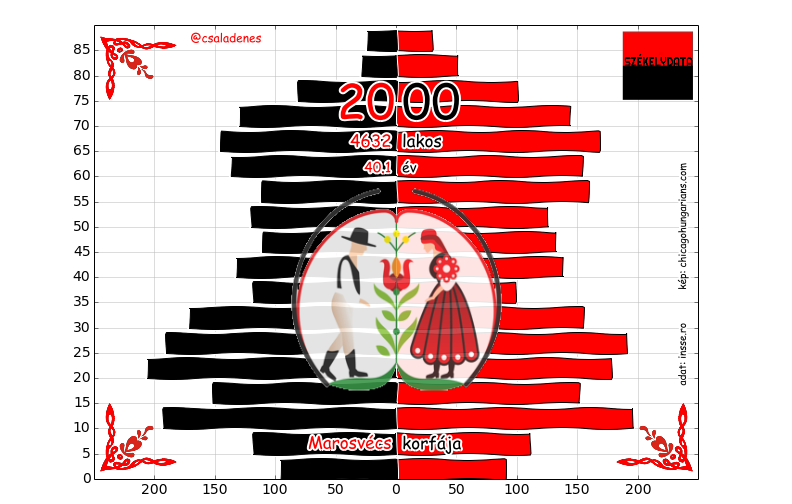 @csaladenes
SZÉKELYDATA
2000
4632 lakos
40.1 év
kép: chicagohungarians.com
adat: insse.ro
Marosvécs korfája
85
80
75
70
65
60
55
50
45
40
35
30
25
20
15
10
5
0
200 150 100 50 0 50 100 150 200